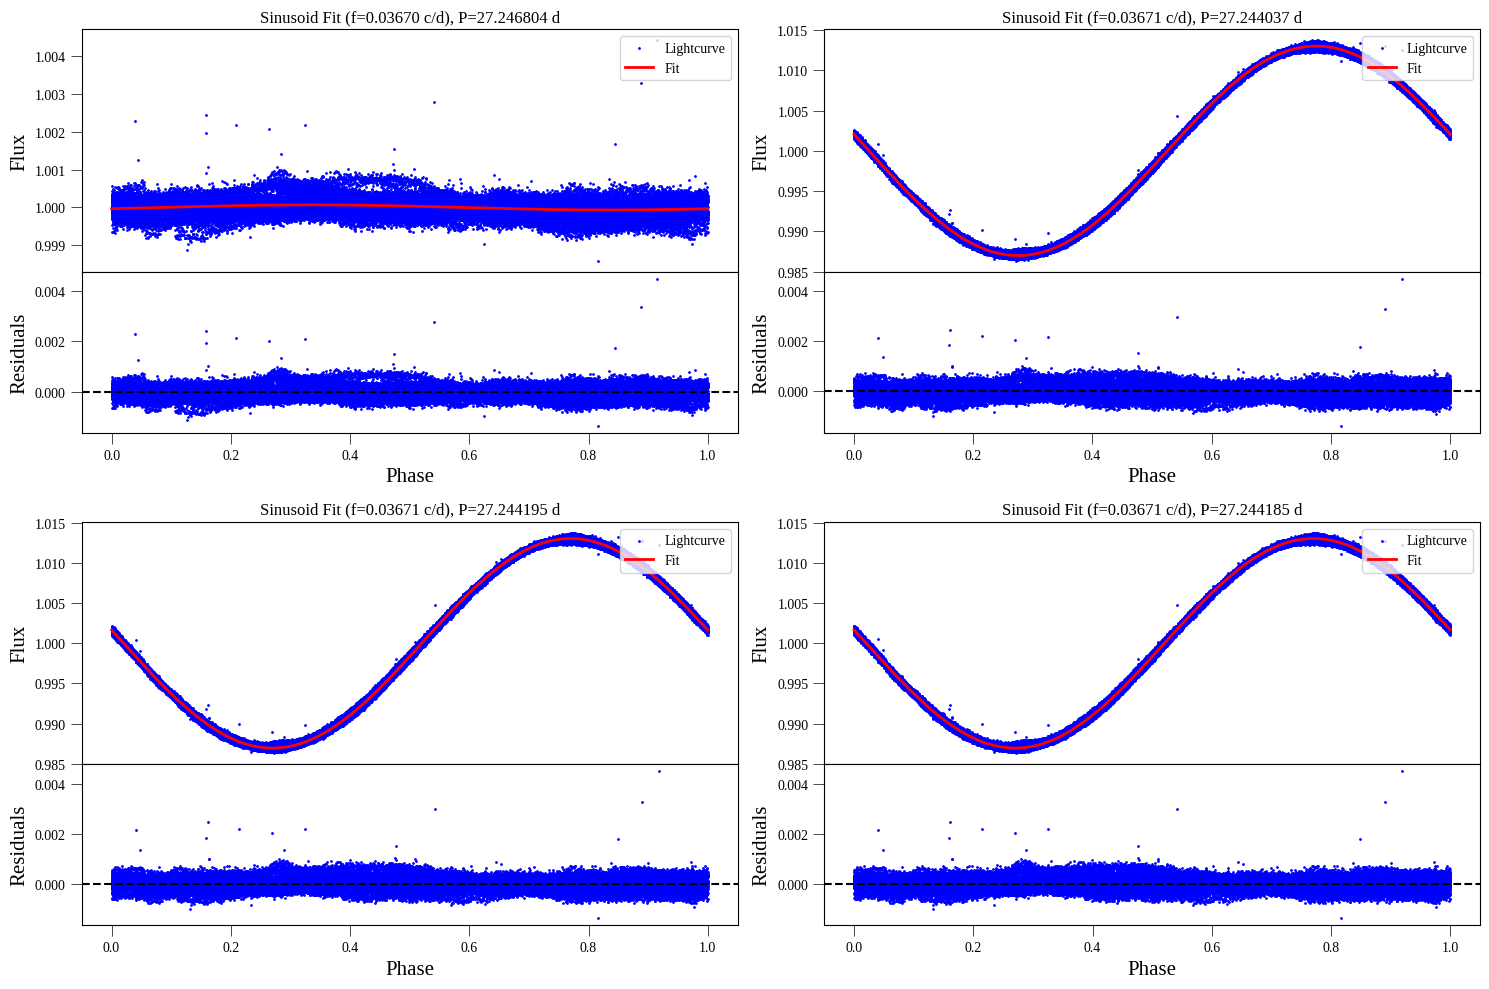 Sinusoid Fit (f=0.03670 c/d), P=27.246804 d
Lightcurve
Fit
1.004
1.003
1.002
1.001
1.000
0.999
Flux
0.004
0.002
0.000
Residuals
0.0 0.2 0.4 0.6 0.8 1.0
Phase
Sinusoid Fit (f=0.03671 c/d), P=27.244037 d
Lightcurve
Fit
1.015
1.010
1.005
1.000
0.995
0.990
0.985
Flux
0.004
0.002
0.000
Residuals
0.0 0.2 0.4 0.6 0.8 1.0
Phase
Sinusoid Fit (f=0.03671 c/d), P=27.244195 d
Lightcurve
Fit
1.015
1.010
1.005
1.000
0.995
0.990
0.985
Flux
0.004
0.002
0.000
Residuals
0.0 0.2 0.4 0.6 0.8 1.0
Phase
Sinusoid Fit (f=0.03671 c/d), P=27.244185 d
Lightcurve
Fit
1.015
1.010
1.005
1.000
0.995
0.990
0.985
Flux
0.004
0.002
0.000
Residuals
0.0 0.2 0.4 0.6 0.8 1.0
Phase